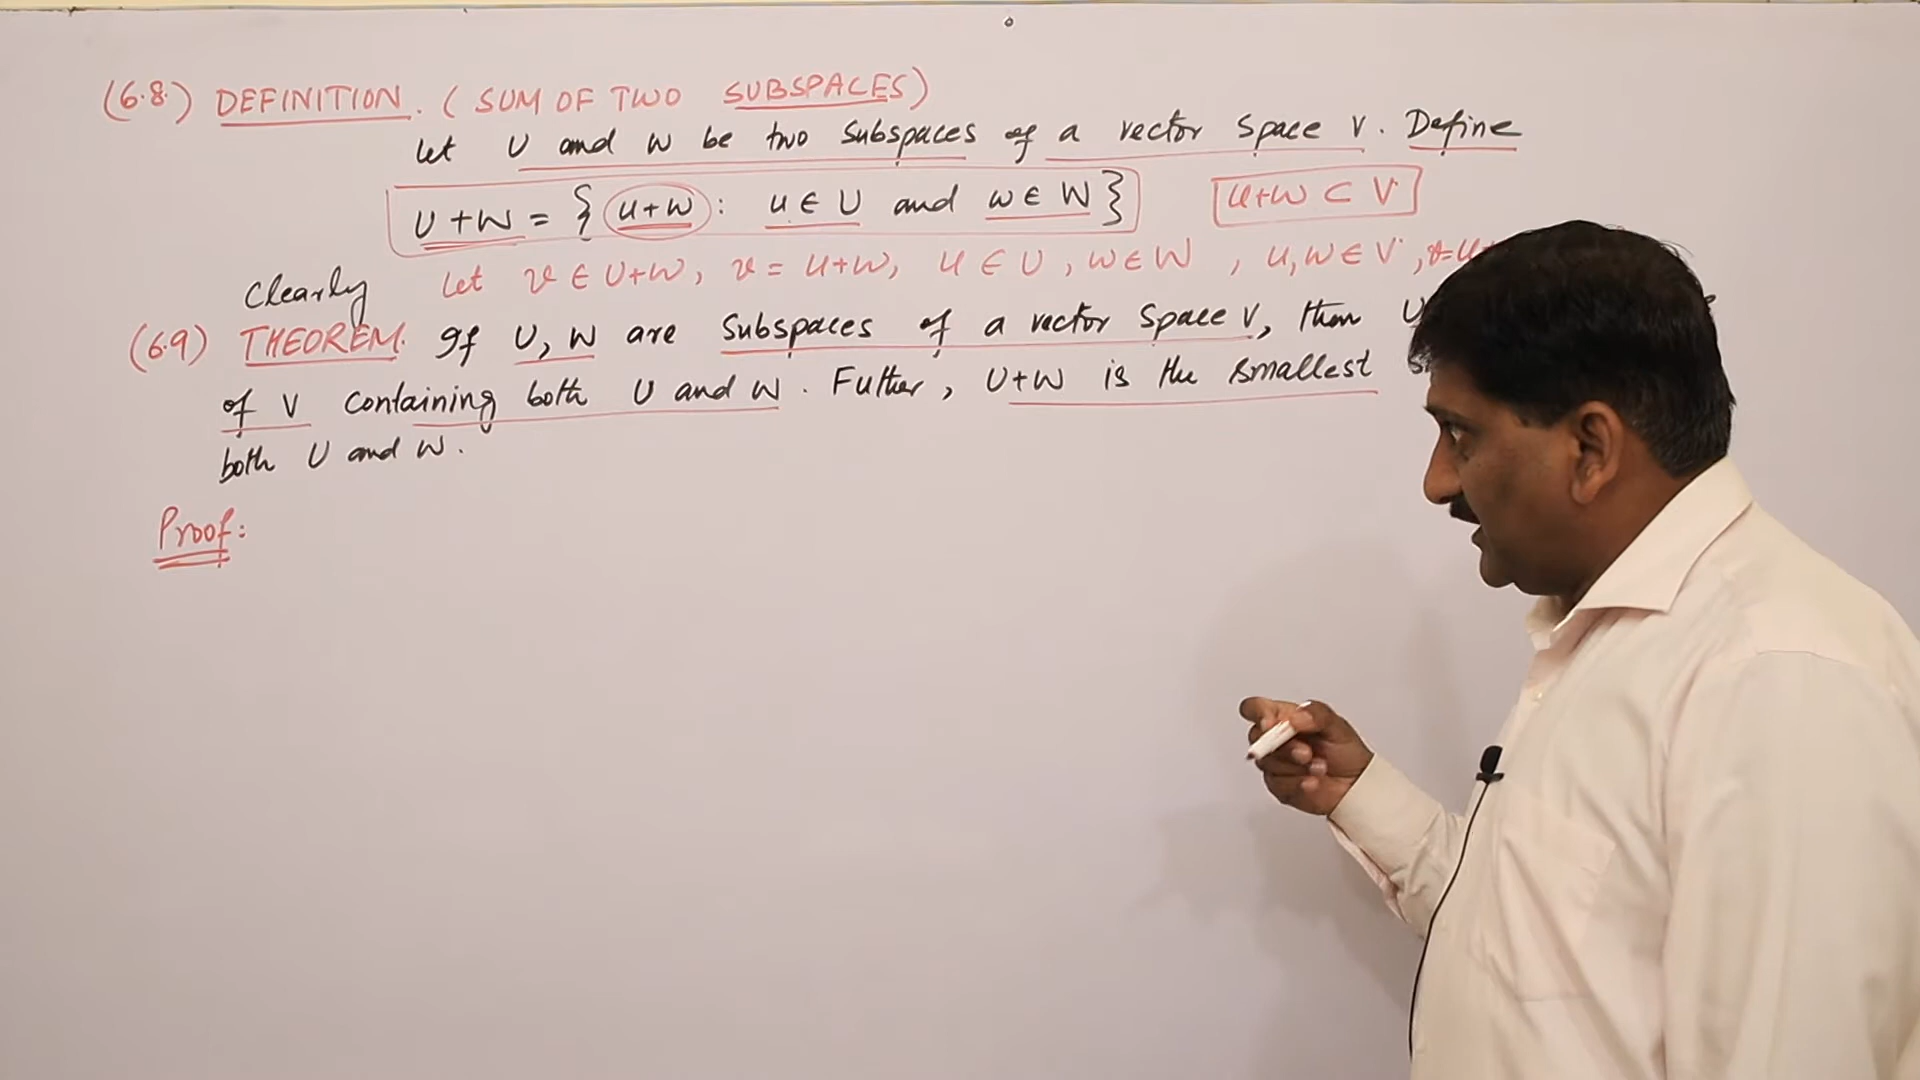 (6.8.) DEFINITION. (SUM OF TWO SUBSPACES)
Let U and W be two subspaces of a vector space V. Define
U+W = { u+w : u ∈ U and w ∈ W } U+W ⊂ V
Clearly Let v ∈ U+W, v = u+w, u ∈ U, w ∈ W, u,w ∈ V, v=u
(6.9) THEOREM. If U, W are subspaces of a vector space V, then U
of V containing both U and W. Futher, U+W is the smallest
both U and W.
Proof: